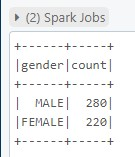 (2) Spark Jobs
+------+-----+
|gender|count|
+------+-----+
|  MALE|  280|
|FEMALE|  220|
+------+-----+